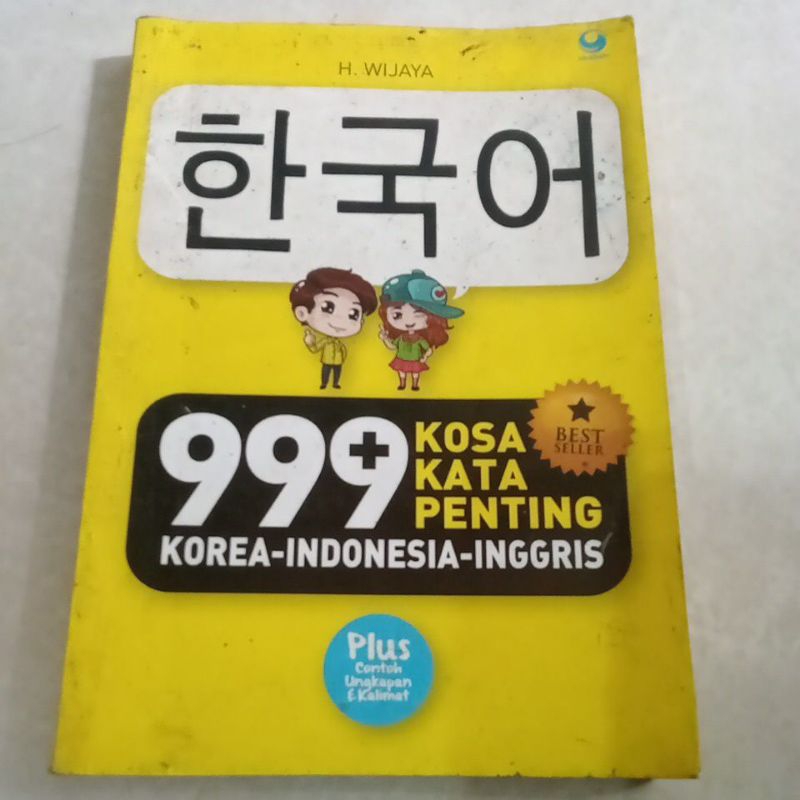 H. WIJAYA
한국어
999+
KOSA
KATA
PENTING
BEST
SELLER
KOREA-INDONESIA-INGGRIS
Plus
Contoh
Ungkapan
& Kalimat